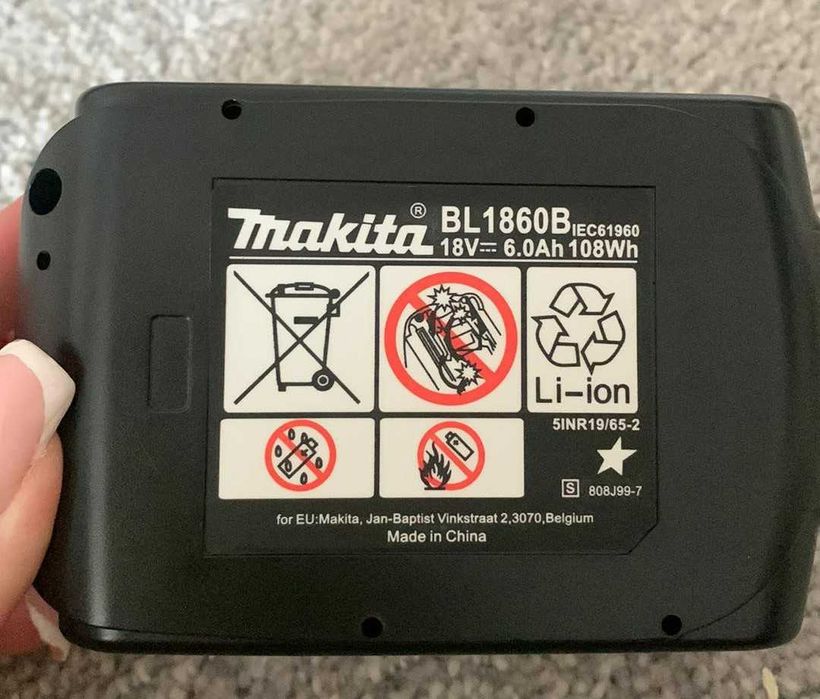 makita ® BL1860B IEC61960
18V⎓ 6.0Ah 108Wh
Li-ion
5INR19/65-2
S 808J99-7
for EU:Makita, Jan-Baptist Vinkstraat 2,3070,Belgium
Made in China